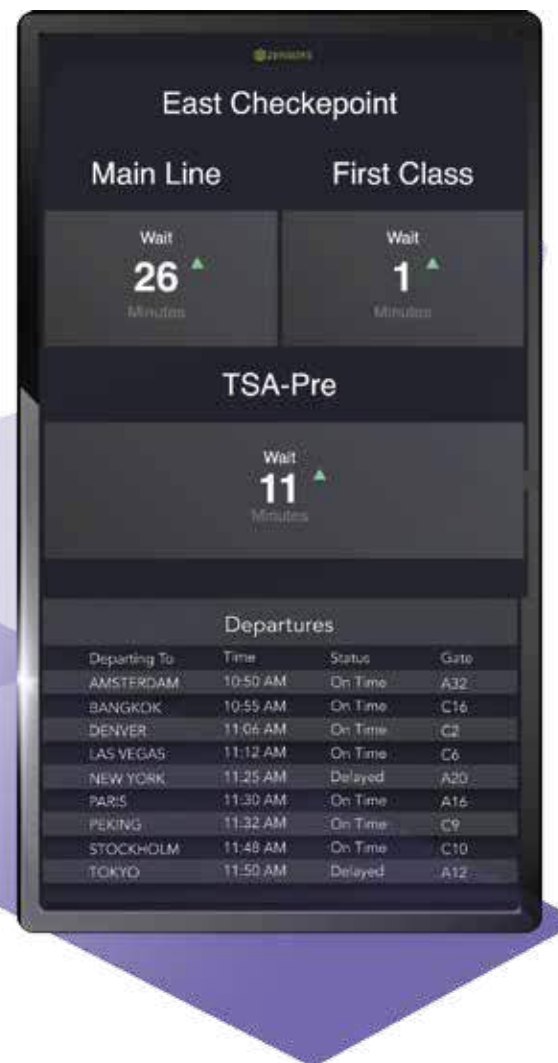 ZENSORS
East Checkepoint
Main Line First Class
Wait Wait
26 1
Minutes Minutes
TSA-Pre
Wait
11
Minutes
Departures
Departing To Time Status Gate
AMSTERDAM 10:50 AM On Time A32
BANGKOK 10:55 AM On Time C16
DENVER 11:06 AM On Time C2
LAS VEGAS 11:12 AM On Time C6
NEW YORK 11:25 AM Delayed A20
PARIS 11:30 AM On Time A16
PEKING 11:32 AM On Time C9
STOCKHOLM 11:48 AM On Time C10
TOKYO 11:50 AM Delayed A12